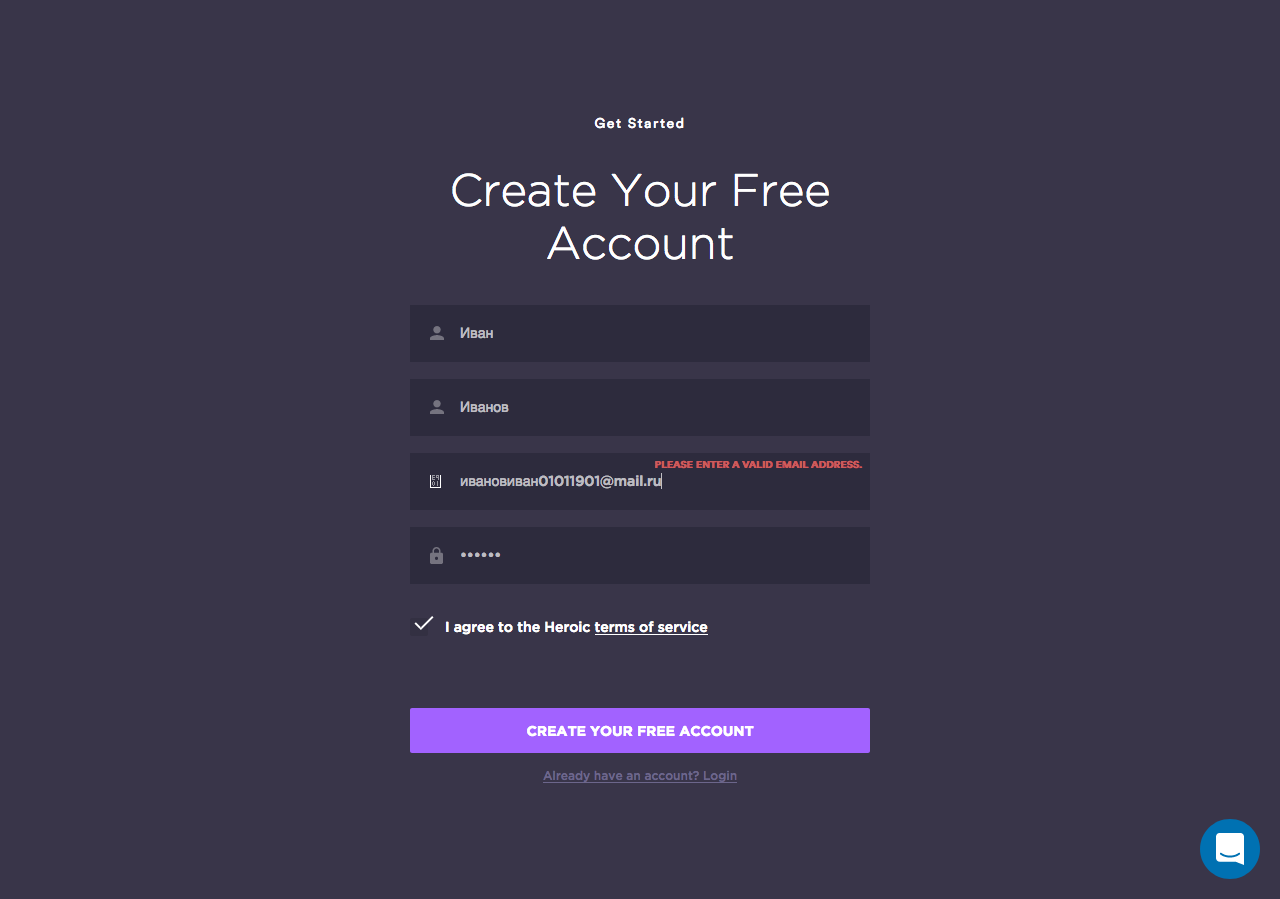 Get Started
Create Your Free
Account
Иван
Иванов
PLEASE ENTER A VALID EMAIL ADDRESS.
ивановиван01011901@mail.ru
••••••
I agree to the Heroic terms of service
CREATE YOUR FREE ACCOUNT
Already have an account? Login